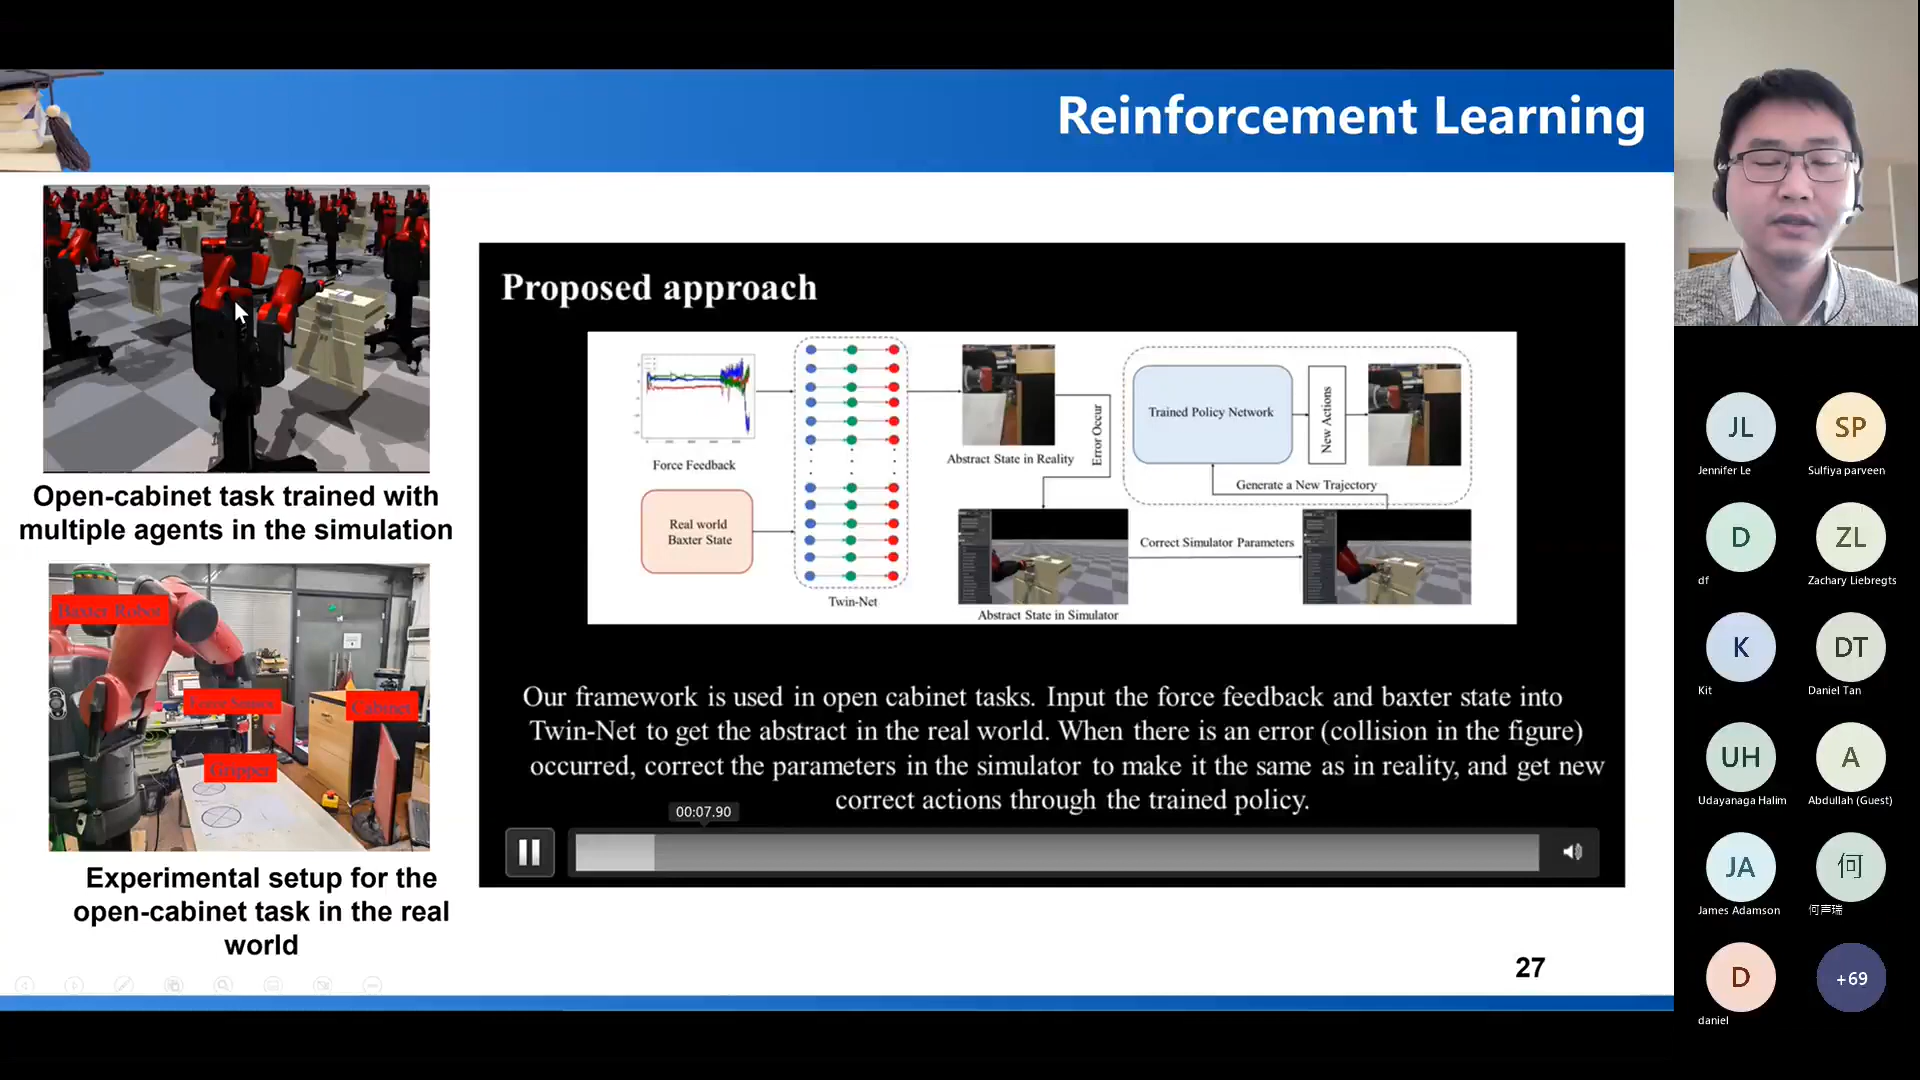 Reinforcement Learning
Open-cabinet task trained with
multiple agents in the simulation
Baxter Robot
Force Sensor
Cabinet
Gripper
Experimental setup for the
open-cabinet task in the real
world
Proposed approach
Force Feedback
Real world
Baxter State
Twin-Net
Abstract State in Reality
Error Occur
Abstract State in Simulator
Correct Simulator Parameters
Trained Policy Network
New Actions
Generate a New Trajectory
Our framework is used in open cabinet tasks. Input the force feedback and baxter state into
Twin-Net to get the abstract in the real world. When there is an error (collision in the figure)
occurred, correct the parameters in the simulator to make it the same as in reality, and get new
correct actions through the trained policy.
00:07.90
27
JL
Jennifer Le
SP
Sulfiya parveen
D
df
ZL
Zachary Liebregts
K
Kit
DT
Daniel Tan
UH
Udayanaga Halim
A
Abdullah (Guest)
JA
James Adamson
何
何声瑞
D
daniel
+69